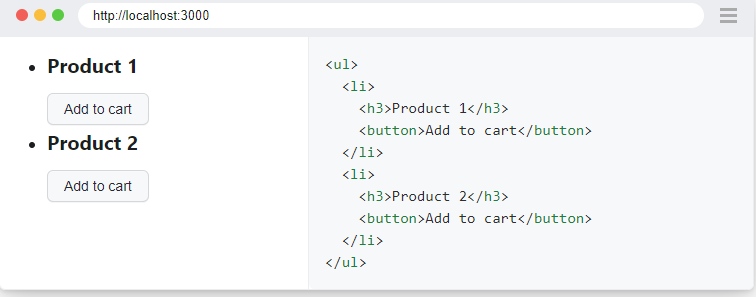 http://localhost:3000
Product 1
Add to cart
Product 2
Add to cart
<ul>
  <li>
    <h3>Product 1</h3>
    <button>Add to cart</button>
  </li>
  <li>
    <h3>Product 2</h3>
    <button>Add to cart</button>
  </li>
</ul>